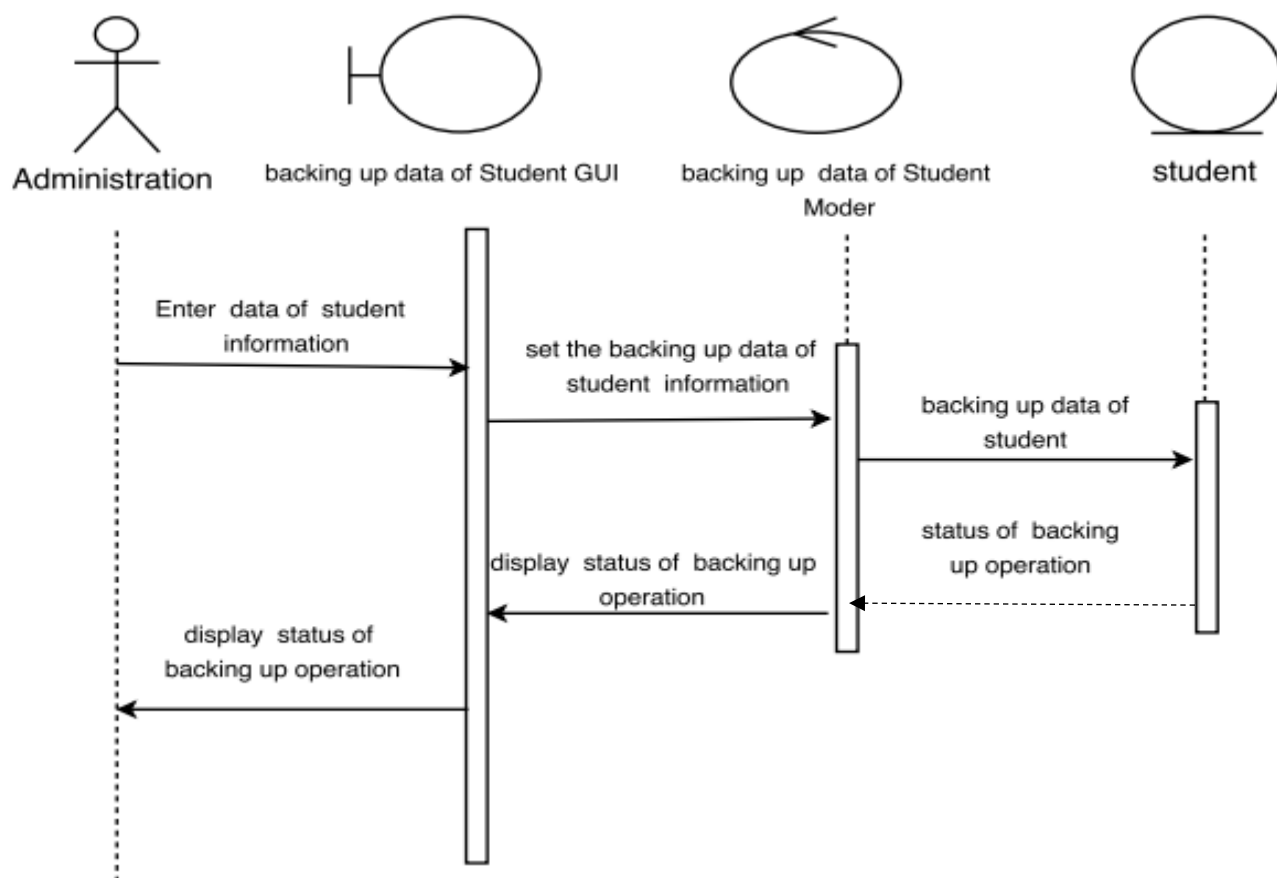 Administration
backing up data of Student GUI
backing up data of Student
Moder
student
Enter data of student
information
set the backing up data of
student information
backing up data of
student
status of backing
up operation
display status of backing up
operation
display status of
backing up operation